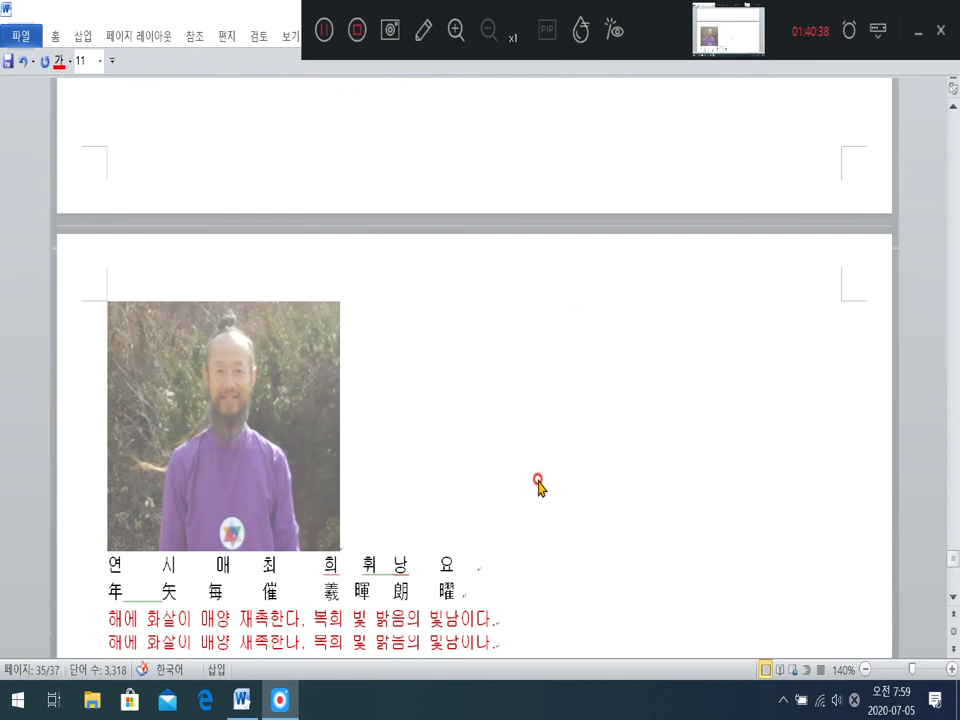 01:40:38
x1
PIP
파일 홈 삽입 페이지 레이아웃 참조 편지 검토 보기
가 11
연 시 매 최 희 휘 낭 요
年 矢 每 催 羲 暉 朗 曜
해에 화살이 매양 재촉한다. 복희 빛 밝음의 빛남이다.
해에 화살이 매양 재촉한다. 복희 빛 밝음의 빛남이다.
페이지: 35/37 단어 수: 3,318 한국어 삽입 140%
오전 7:59
2020-07-05